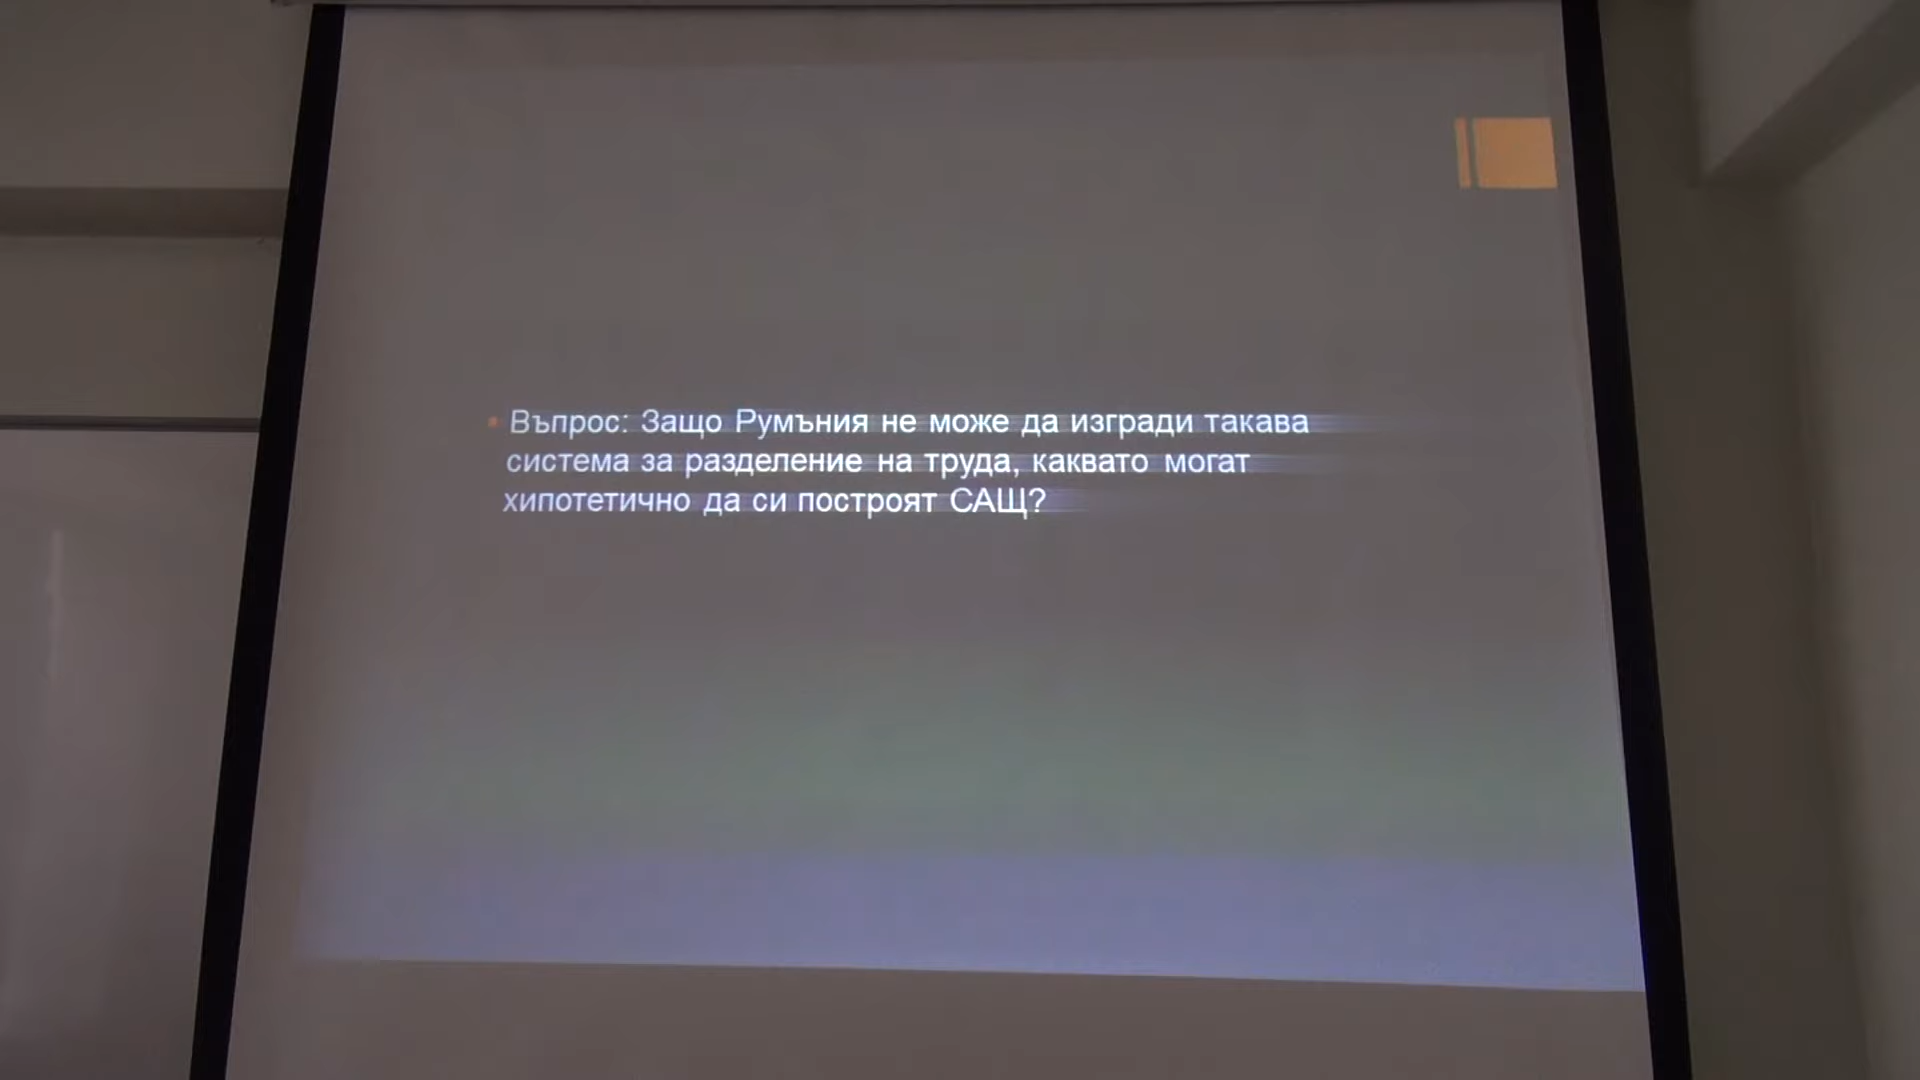 Въпрос: Защо Румъния не може да изгради такава
система за разделение на труда, каквато могат
хипотетично да си построят САЩ?